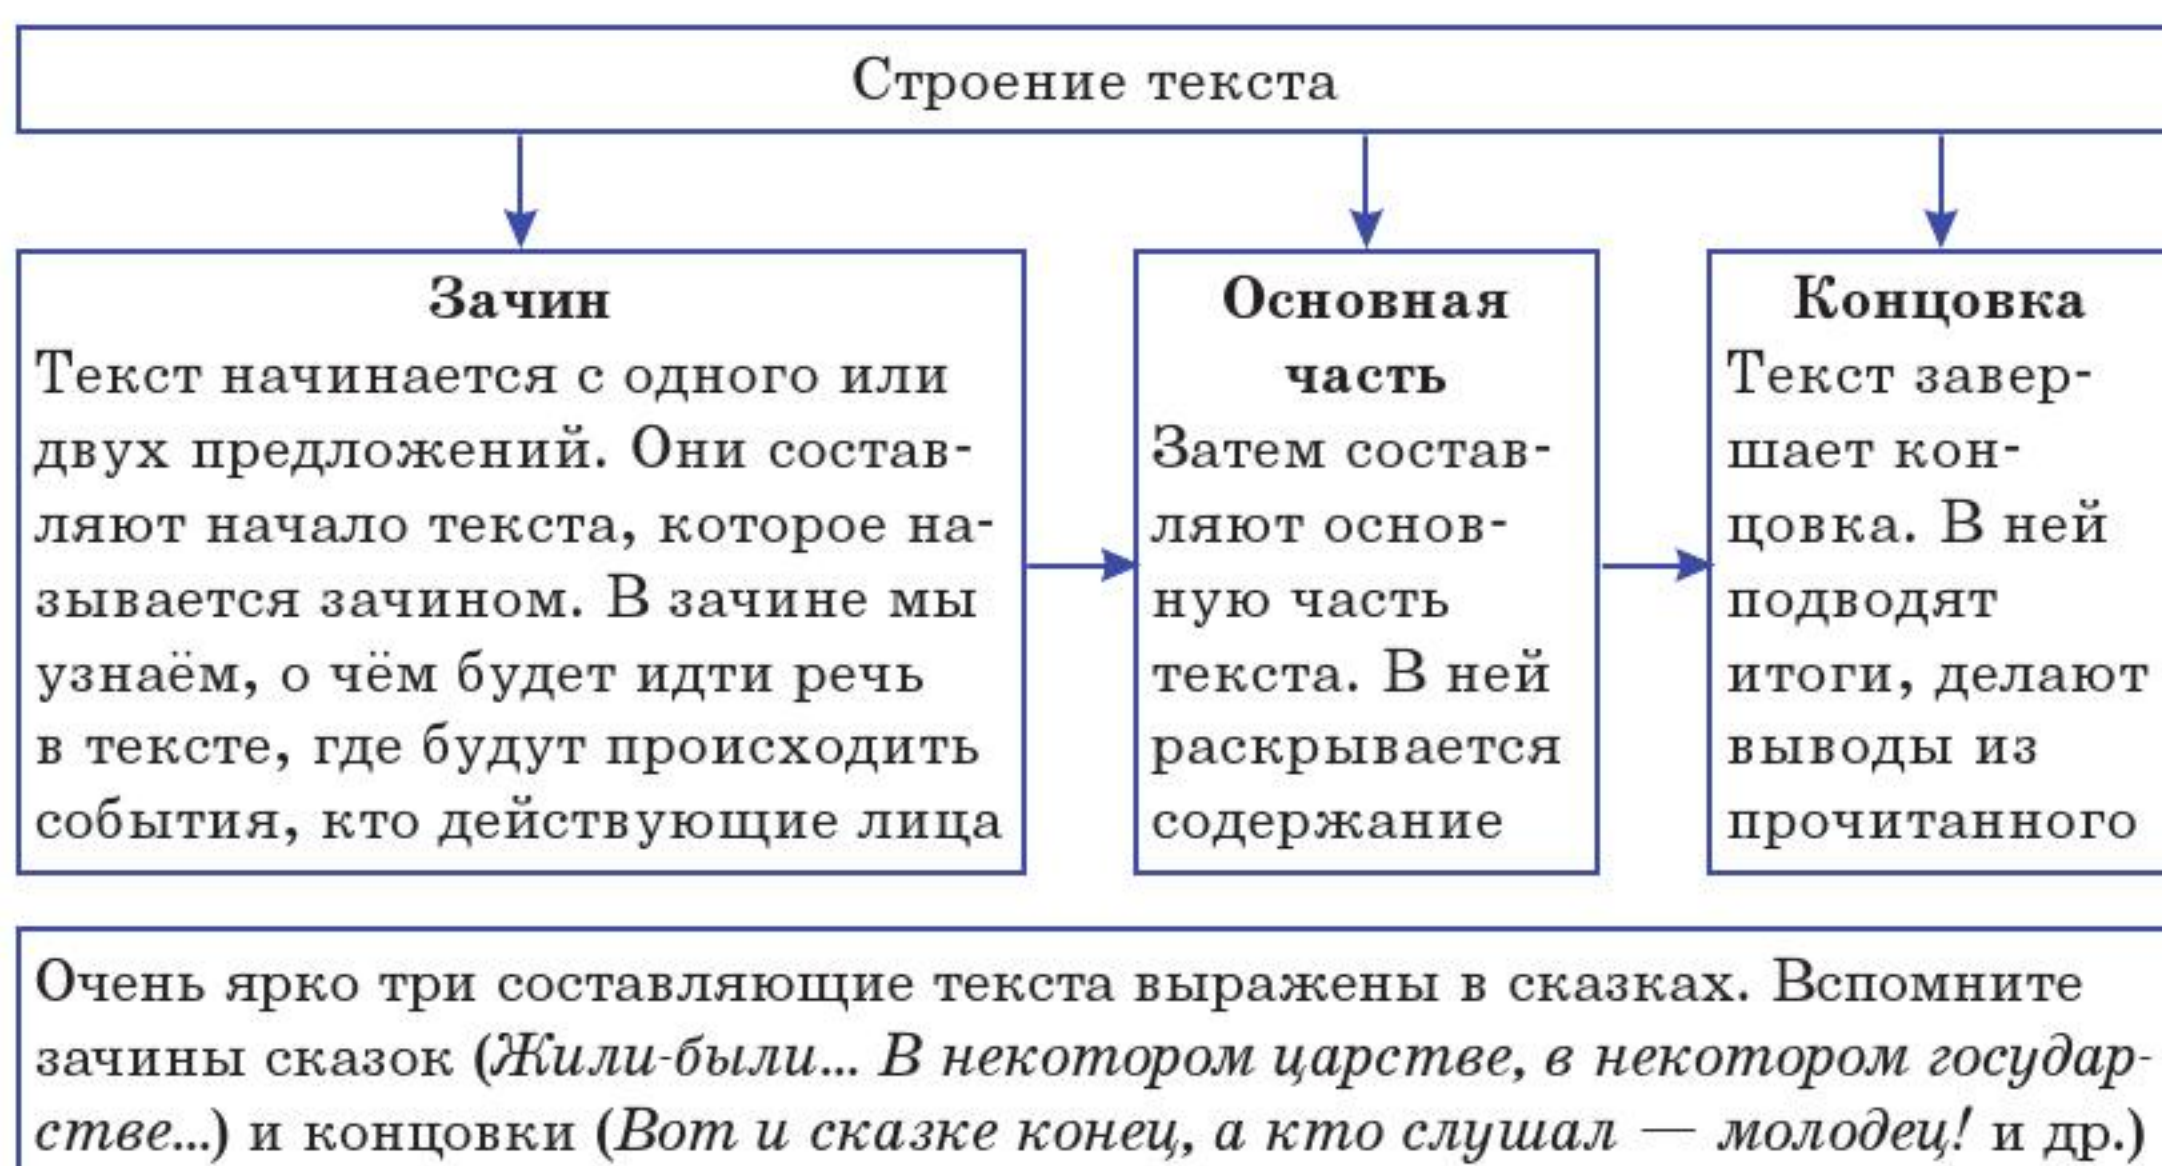 Строение текста
Зачин
Текст начинается с одного или
двух предложений. Они состав-
ляют начало текста, которое на-
зывается зачином. В зачине мы
узнаём, о чём будет идти речь
в тексте, где будут происходить
события, кто действующие лица
Основная
часть
Затем состав-
ляют основ-
ную часть
текста. В ней
раскрывается
содержание
Концовка
Текст завер-
шает кон-
цовка. В ней
подводят
итоги, делают
выводы из
прочитанного
Очень ярко три составляющие текста выражены в сказках. Вспомните
зачины сказок (Жили-были... В некотором царстве, в некотором государ-
стве...) и концовки (Вот и сказке конец, а кто слушал — молодец! и др.)